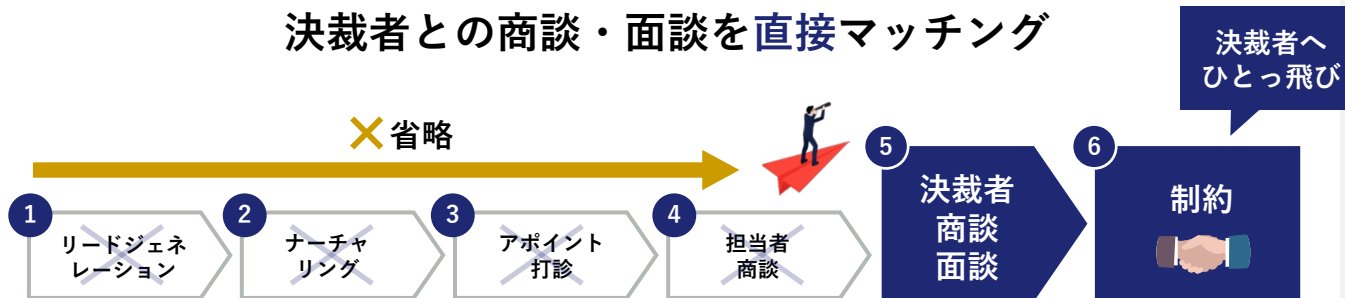 決裁者との商談・面談を直接マッチング
決裁者へ
ひとっ飛び
省略
1
リードジェネ
レーション
2
ナーチャ
リング
3
アポイント
打診
4
担当者
商談
5
決裁者
商談
面談
6
制約